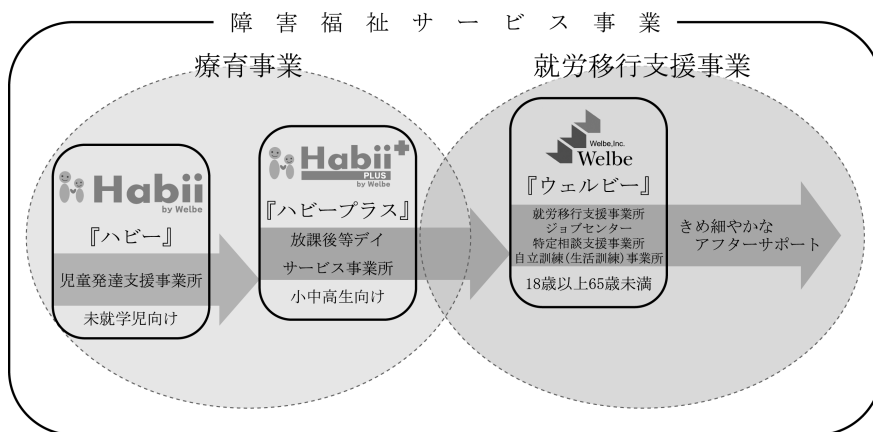 障害福祉サービス事業
療育事業
就労移行支援事業
Habii
by Welbe
『ハビー』
児童発達支援事業所
未就学児向け
Habii+
PLUS
by Welbe
『ハビープラス』
放課後等デイ
サービス事業所
小中高生向け
Welbe,Inc.
Welbe
『ウェルビー』
就労移行支援事業所
ジョブセンター
特定相談支援事業所
自立訓練(生活訓練)事業所
18歳以上65歳未満
きめ細やかな
アフターサポート